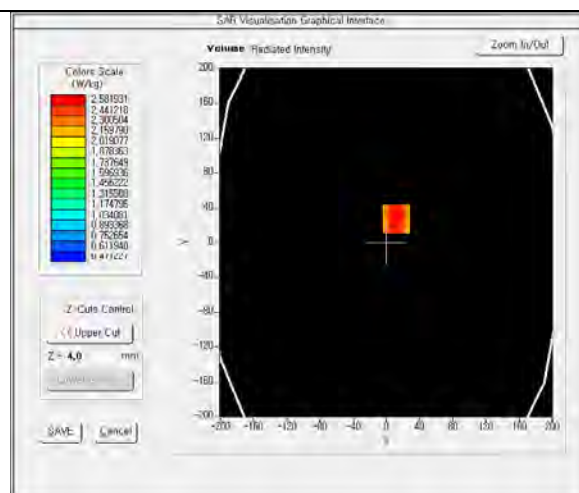 SAR Visualisation Graphical Interface
Volume Radiated Intensity
Zoom In/Out
Colors Scale
(W/kg)
2.581931
2.441218
2.300504
2.159790
2.019077
1.878363
1.737649
1.596936
1.456222
1.315508
1.174795
1.034081
0.893368
0.752654
0.611940
0.471227
200
160
120
80
40
0
-40
-80
-120
-160
-200
Y
-200 -160 -120 -80 -40 0 40 80 120 160 200
X
Z-Cuts Control
<< Upper Cut
Z = 4.0 mm
SAVE
Cancel